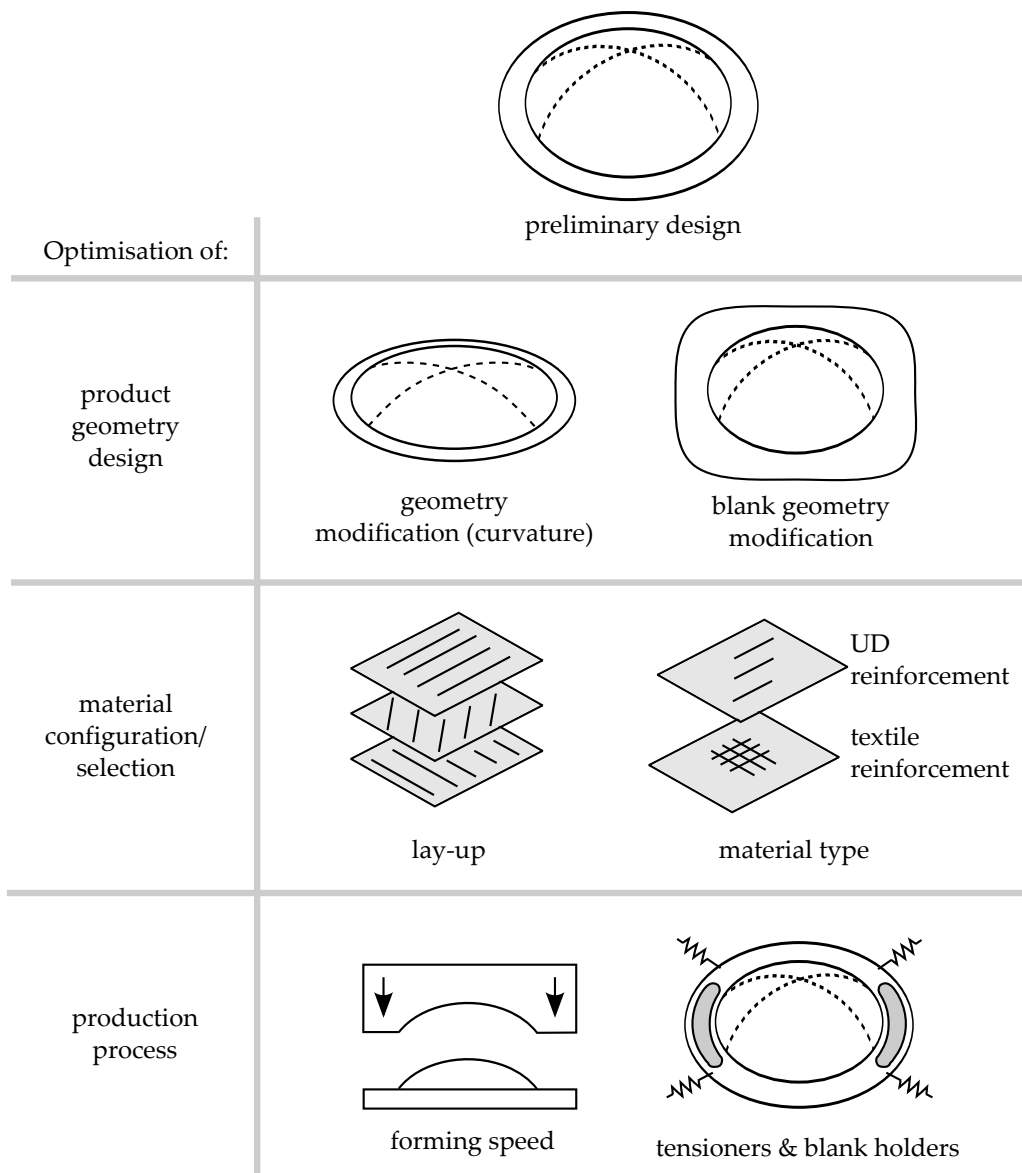 preliminary design
Optimisation of:
product
geometry
design
geometry
modification (curvature)
blank geometry
modification
material
configuration/
selection
UD
reinforcement
textile
reinforcement
lay-up
material type
production
process
forming speed
tensioners & blank holders